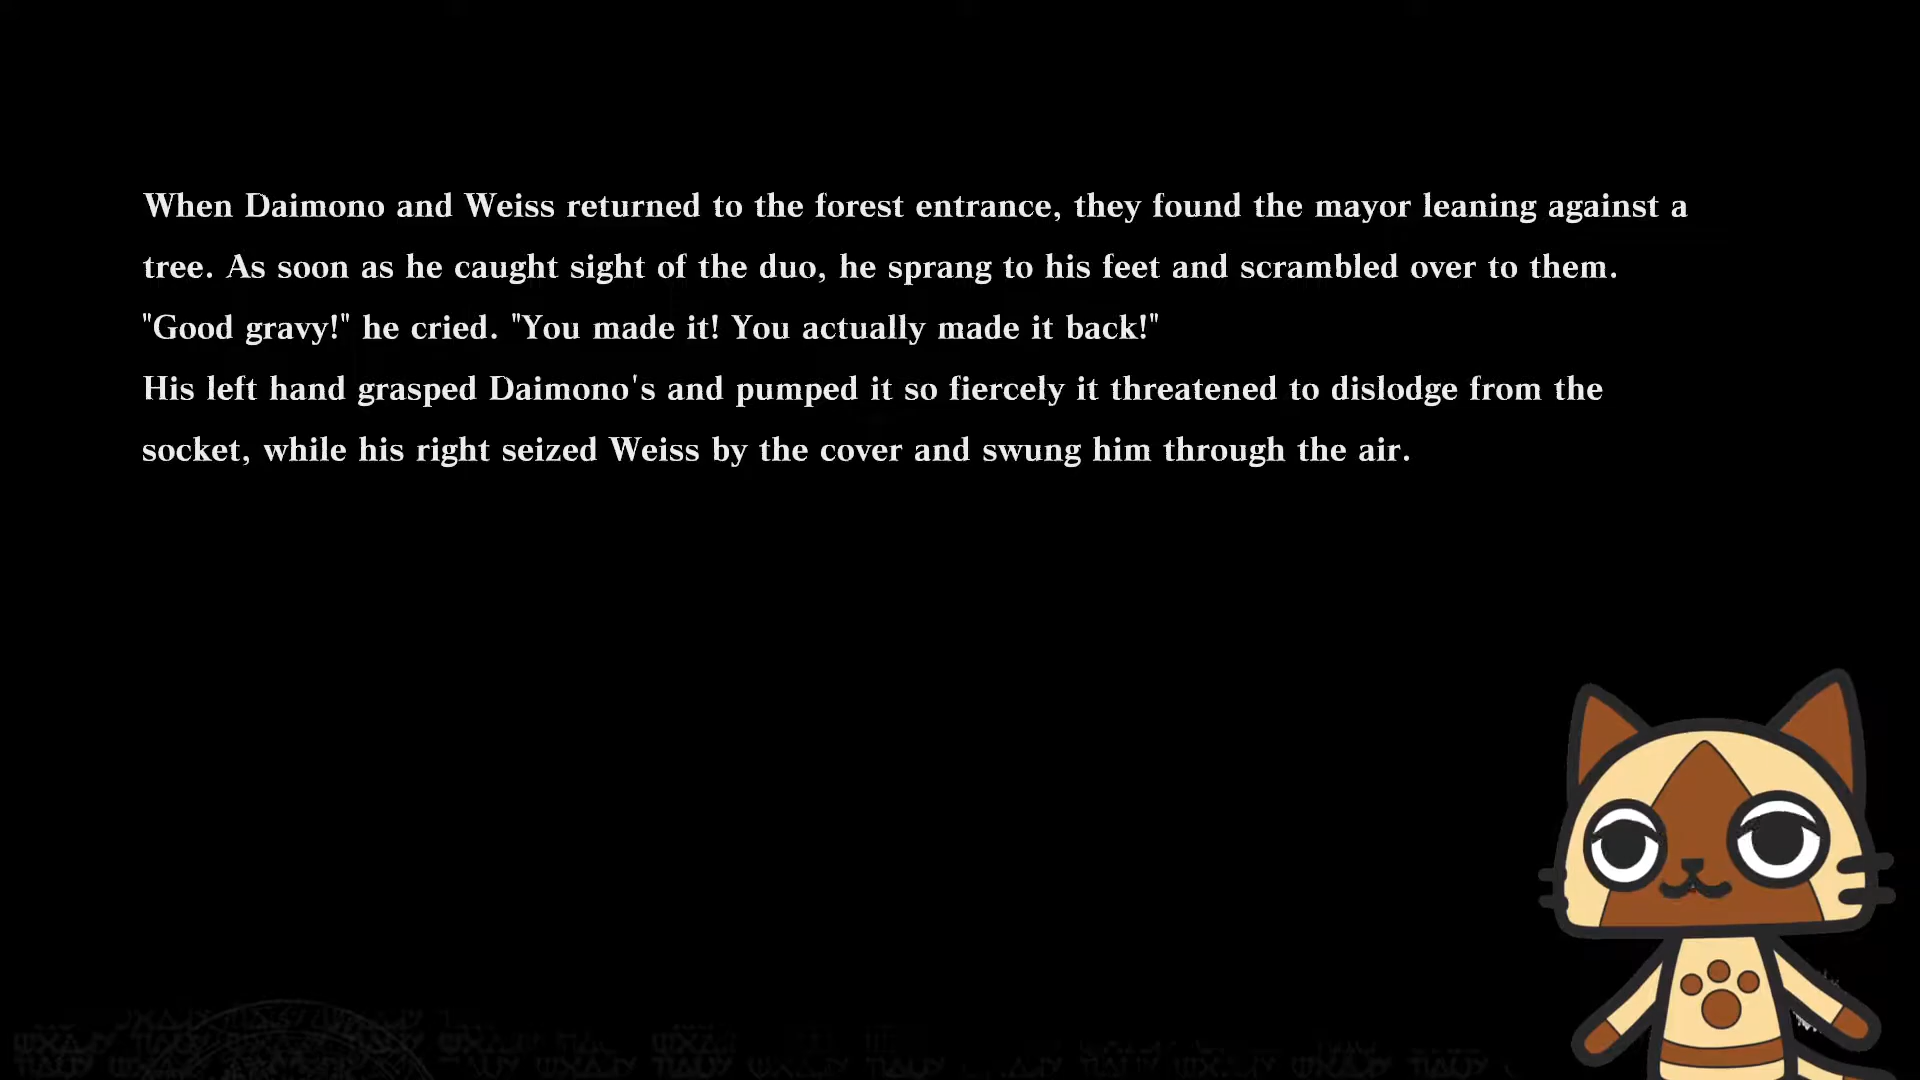 When Daimono and Weiss returned to the forest entrance, they found the mayor leaning against a
tree. As soon as he caught sight of the duo, he sprang to his feet and scrambled over to them.
"Good gravy!" he cried. "You made it! You actually made it back!"
His left hand grasped Daimono's and pumped it so fiercely it threatened to dislodge from the
socket, while his right seized Weiss by the cover and swung him through the air.